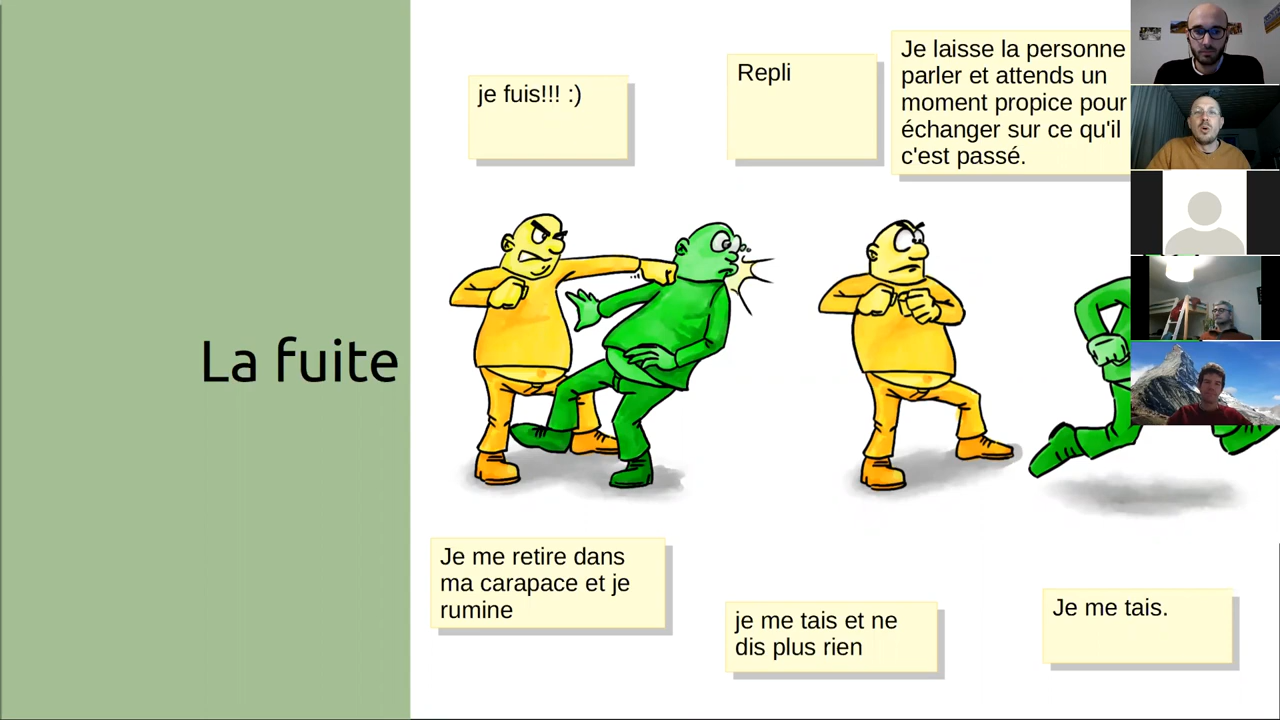 La fuite
je fuis!!! :)
Repli
Je laisse la personne
parler et attends un
moment propice pour
échanger sur ce qu'il
c'est passé.
Je me retire dans
ma carapace et je
rumine
je me tais et ne
dis plus rien
Je me tais.